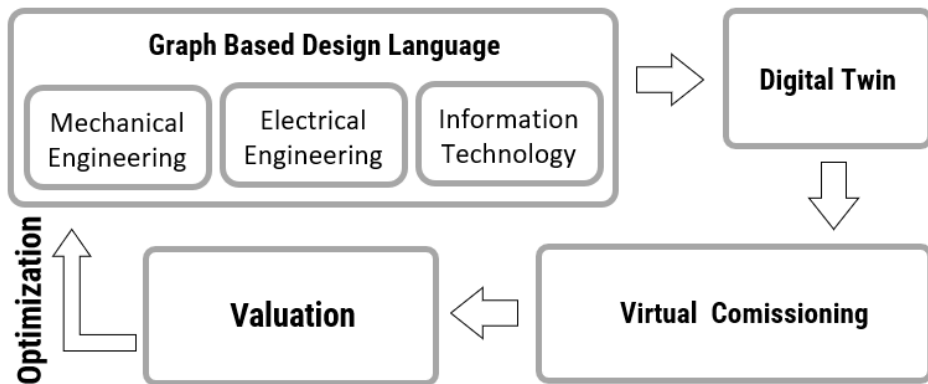 Graph Based Design Language
Mechanical
Engineering
Electrical
Engineering
Information
Technology
Digital Twin
Optimization
Valuation
Virtual Comissioning